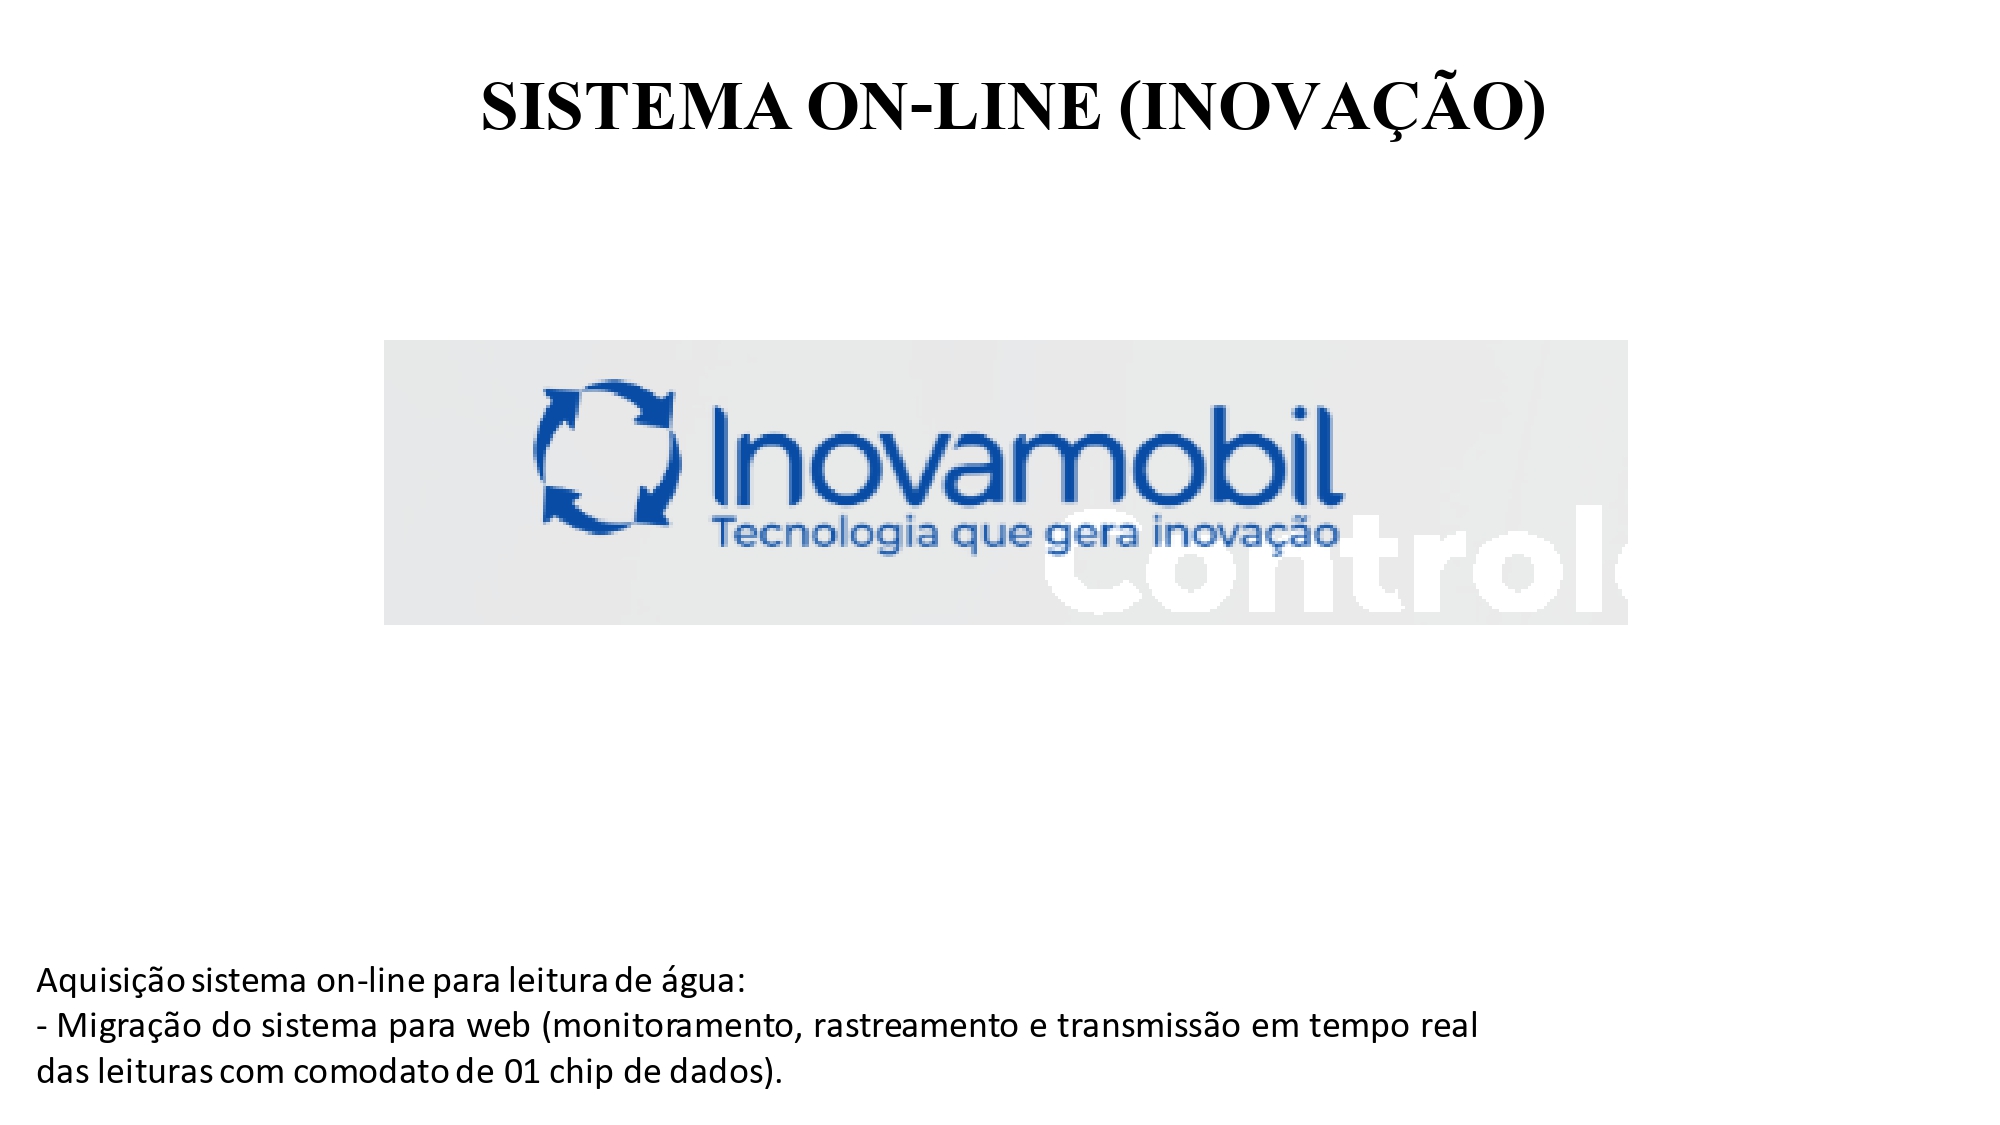 SISTEMA ON-LINE (INOVAÇÃO)
Inovamobil
Tecnologia que gera inovação
Aquisição sistema on-line para leitura de água:
- Migração do sistema para web (monitoramento, rastreamento e transmissão em tempo real
das leituras com comodato de 01 chip de dados).